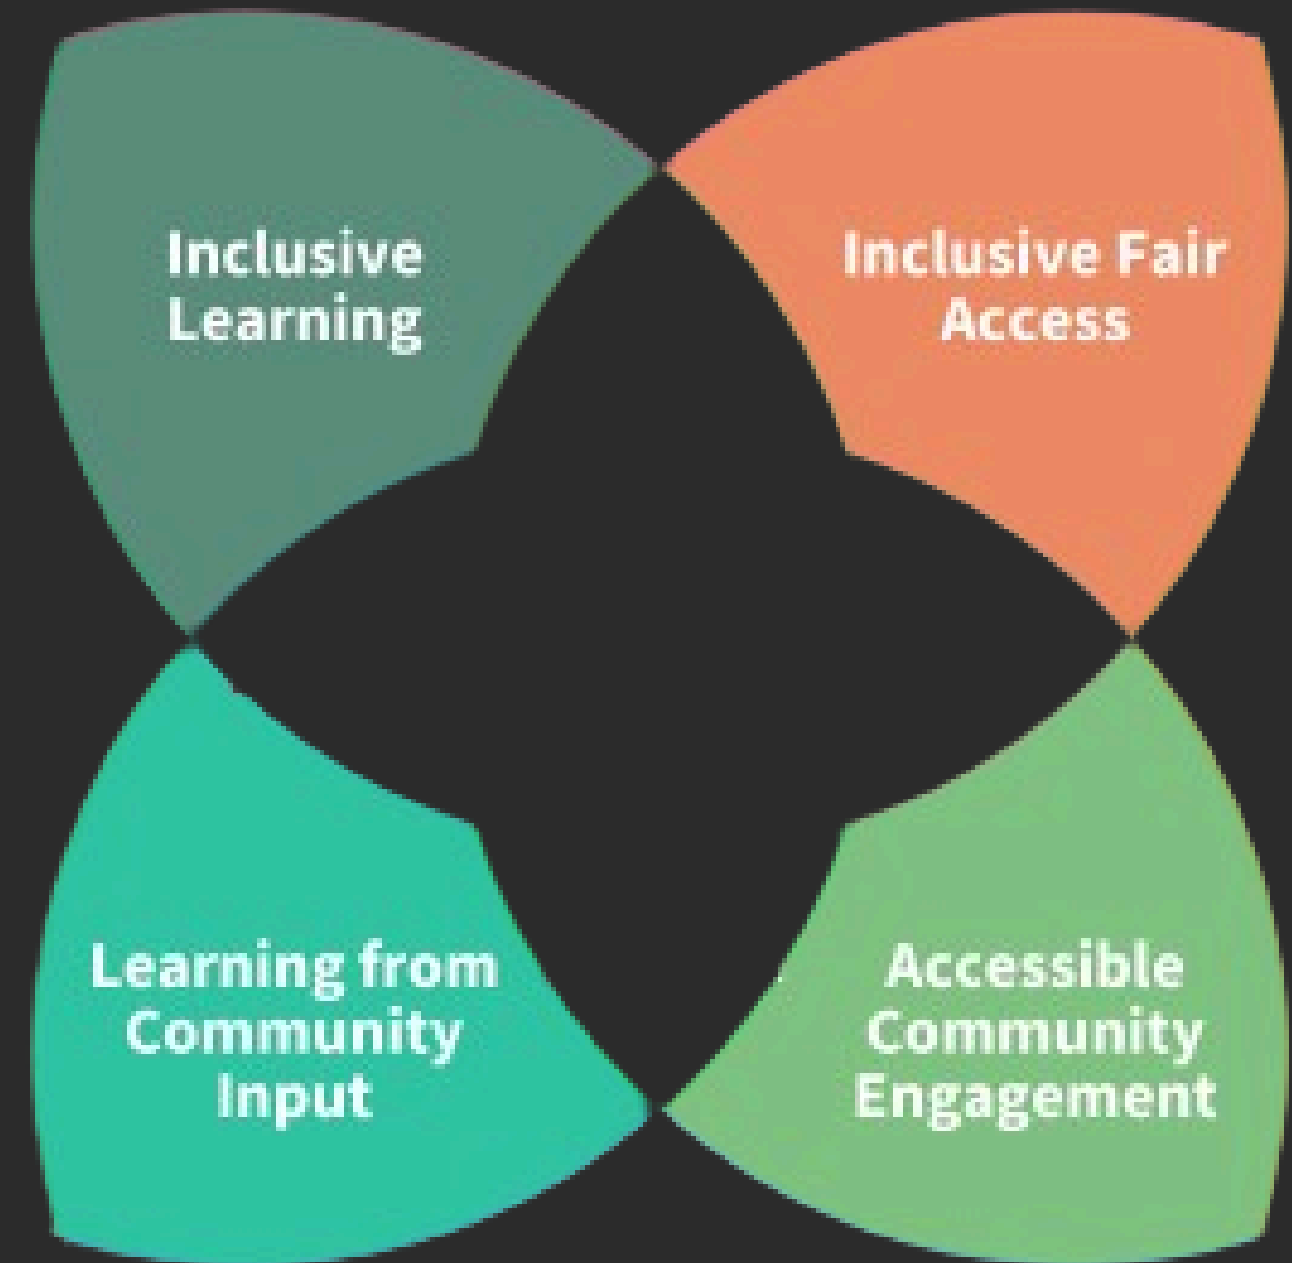 Inclusive
Learning
Inclusive Fair
Access
Learning from
Community
Input
Accessible
Community
Engagement